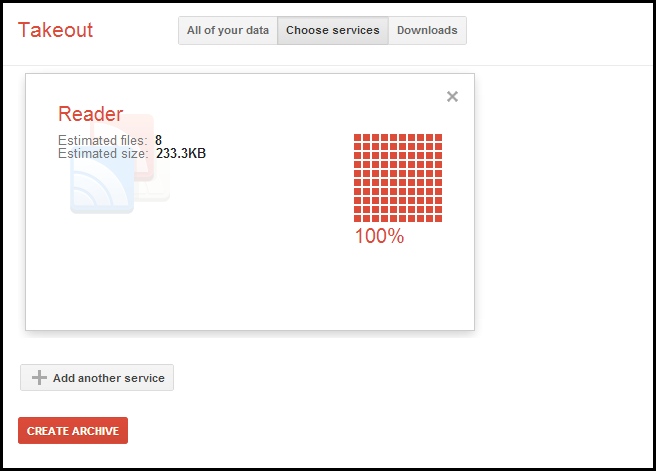 Takeout
All of your data Choose services Downloads
Reader
Estimated files: 8
Estimated size: 233.3KB
100%
Add another service
CREATE ARCHIVE